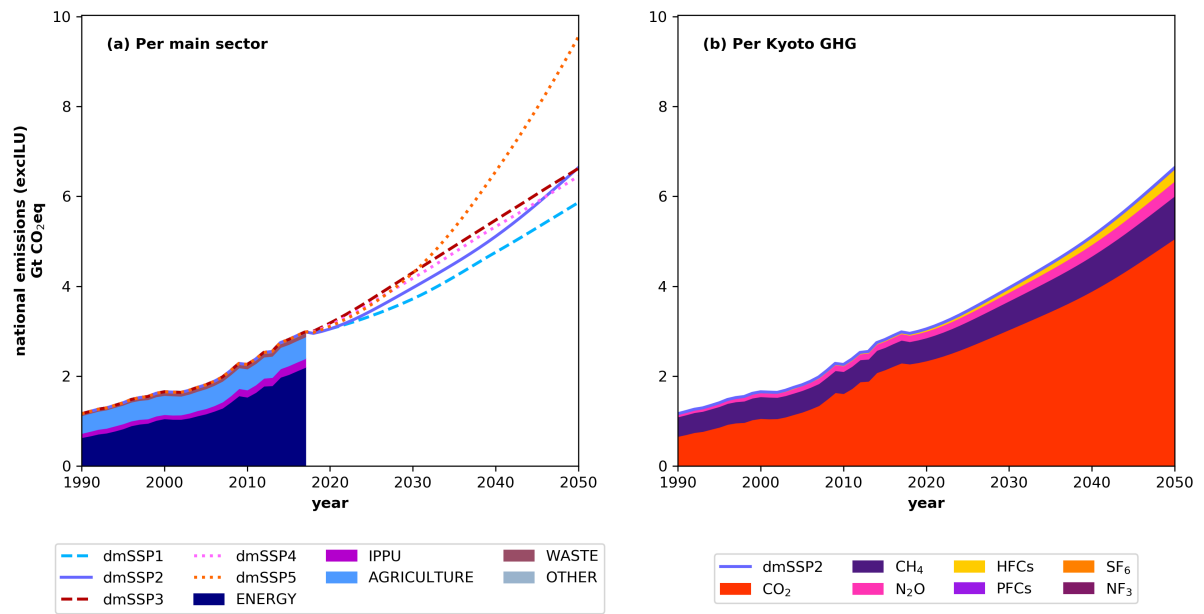 (a) Per main sector
(b) Per Kyoto GHG
national emissions (exclLU)
Gt CO₂eq
10
8
6
4
2
0
1990 2000 2010 2020 2030 2040 2050
year
10
8
6
4
2
0
1990 2000 2010 2020 2030 2040 2050
year
dmSSP1 dmSSP4 IPPU WASTE
dmSSP2 dmSSP5 AGRICULTURE OTHER
dmSSP3 ENERGY
dmSSP2 CH₄ HFCs SF₆
CO₂ N₂O PFCs NF₃